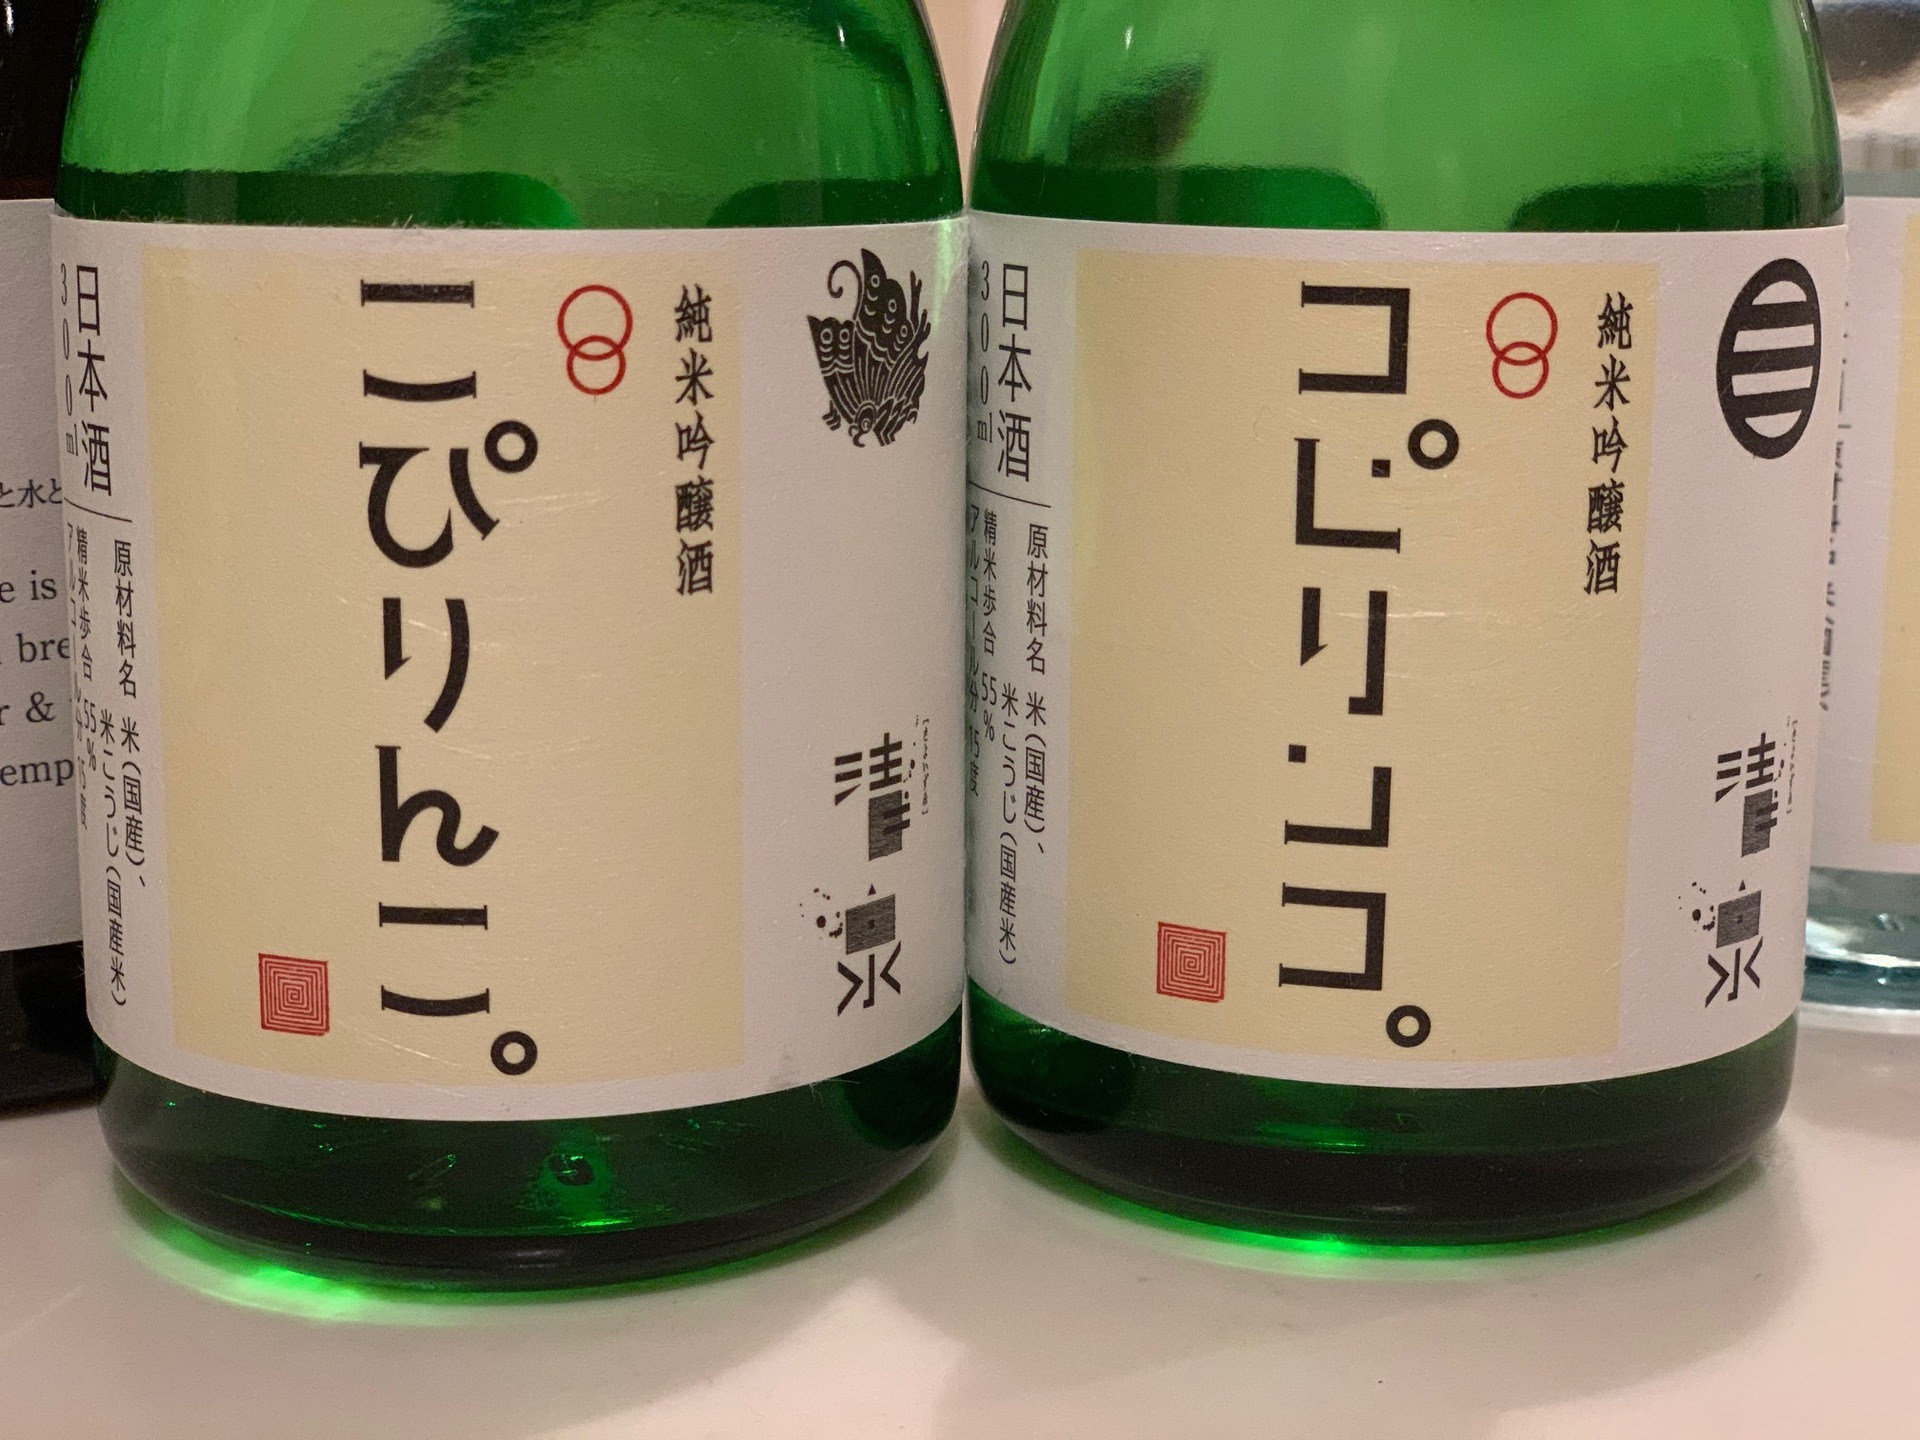 と水と
e is
bre
r &
emp
清泉
純米吟醸酒
こぴりんこ。
日本酒
300ml
原材料名 米(国産)、
米こうじ(国産米)
精米歩合 55%
アルコール分 15度
清泉
純米吟醸酒
コピリンコ。
日本酒
300ml
原材料名 米(国産)、
米こうじ(国産米)
精米歩合 55%
アルコール分 15度